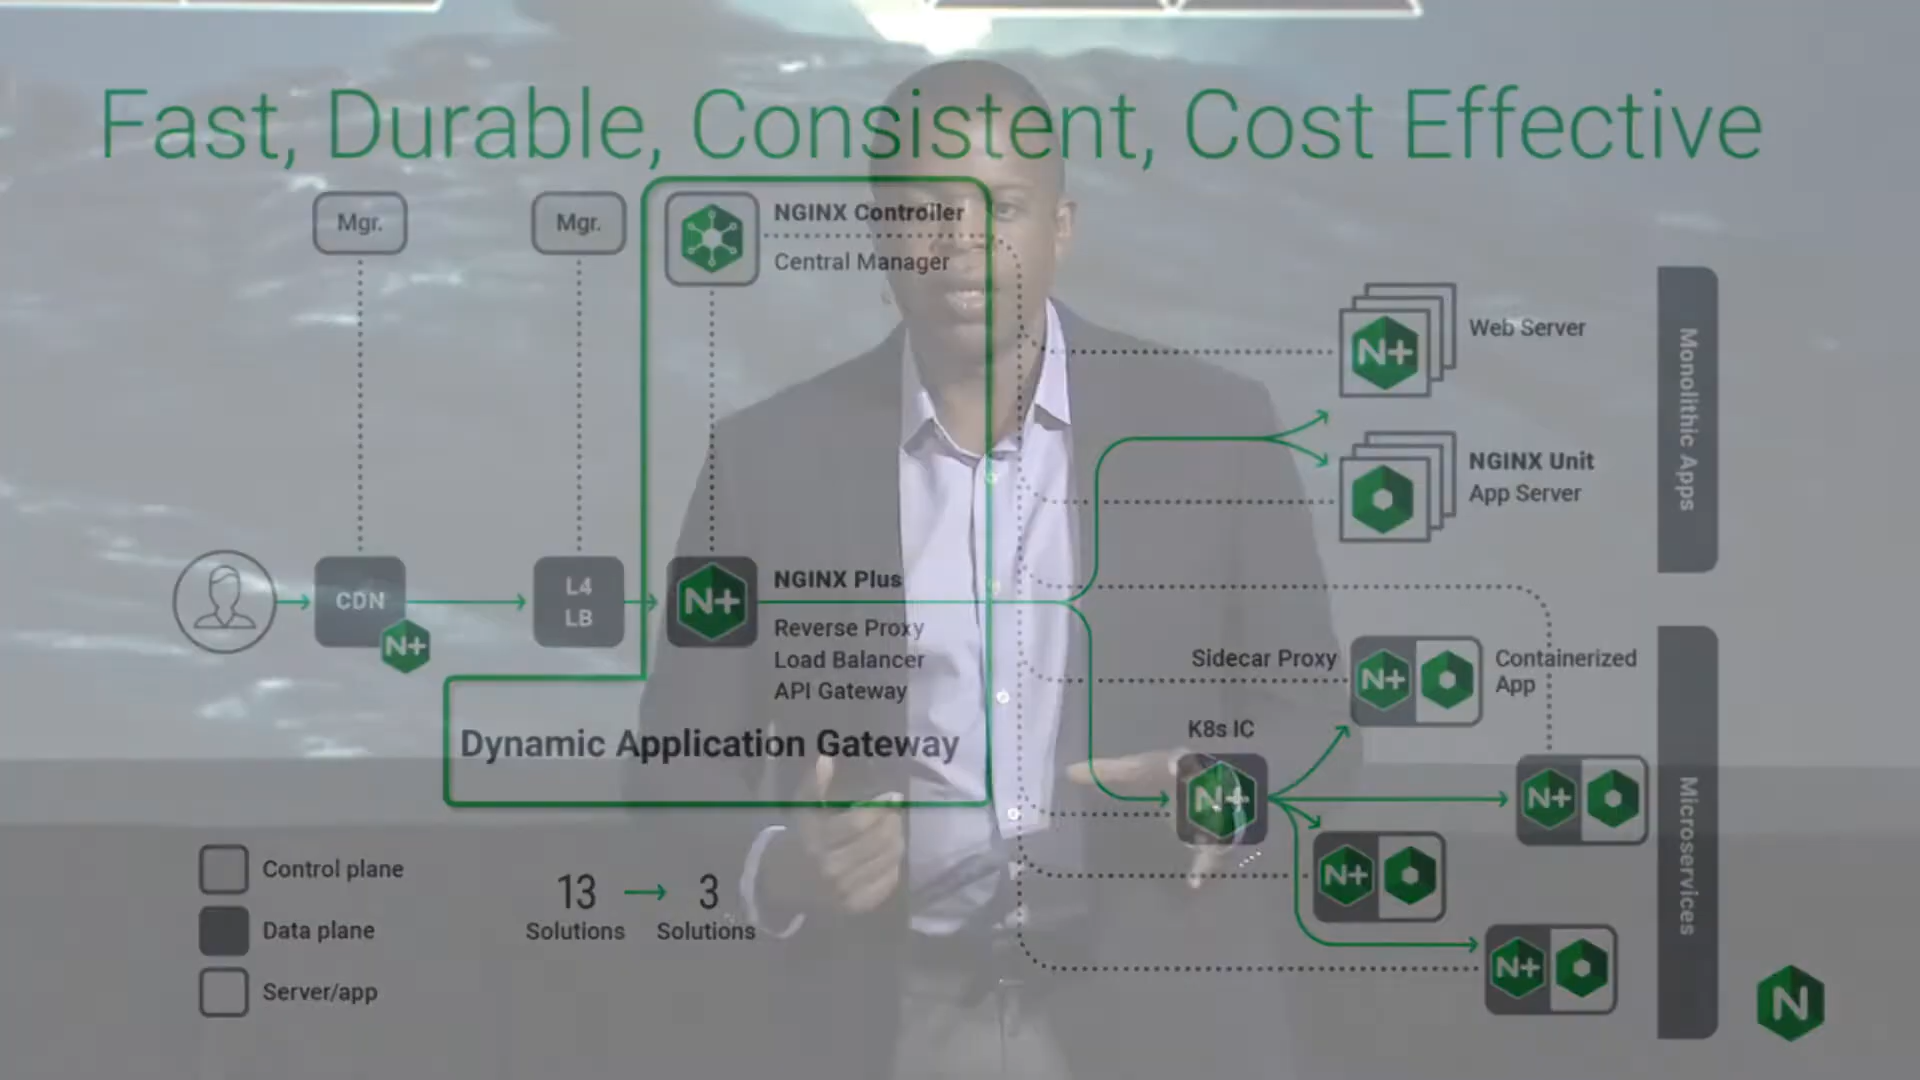 Fast, Durable, Consistent, Cost Effective
Mgr.
Mgr.
NGINX Controller
Central Manager
Web Server
NGINX Unit
App Server
Monolithic Apps
CDN
N+
L4
LB
N+
NGINX Plus
Reverse Proxy
Load Balancer
API Gateway
Dynamic Application Gateway
N+
Sidecar Proxy
N+
Containerized
App
K8s IC
N+
N+
N+
N+
Microservices
Control plane
Data plane
Server/app
13
Solutions
3
Solutions
N